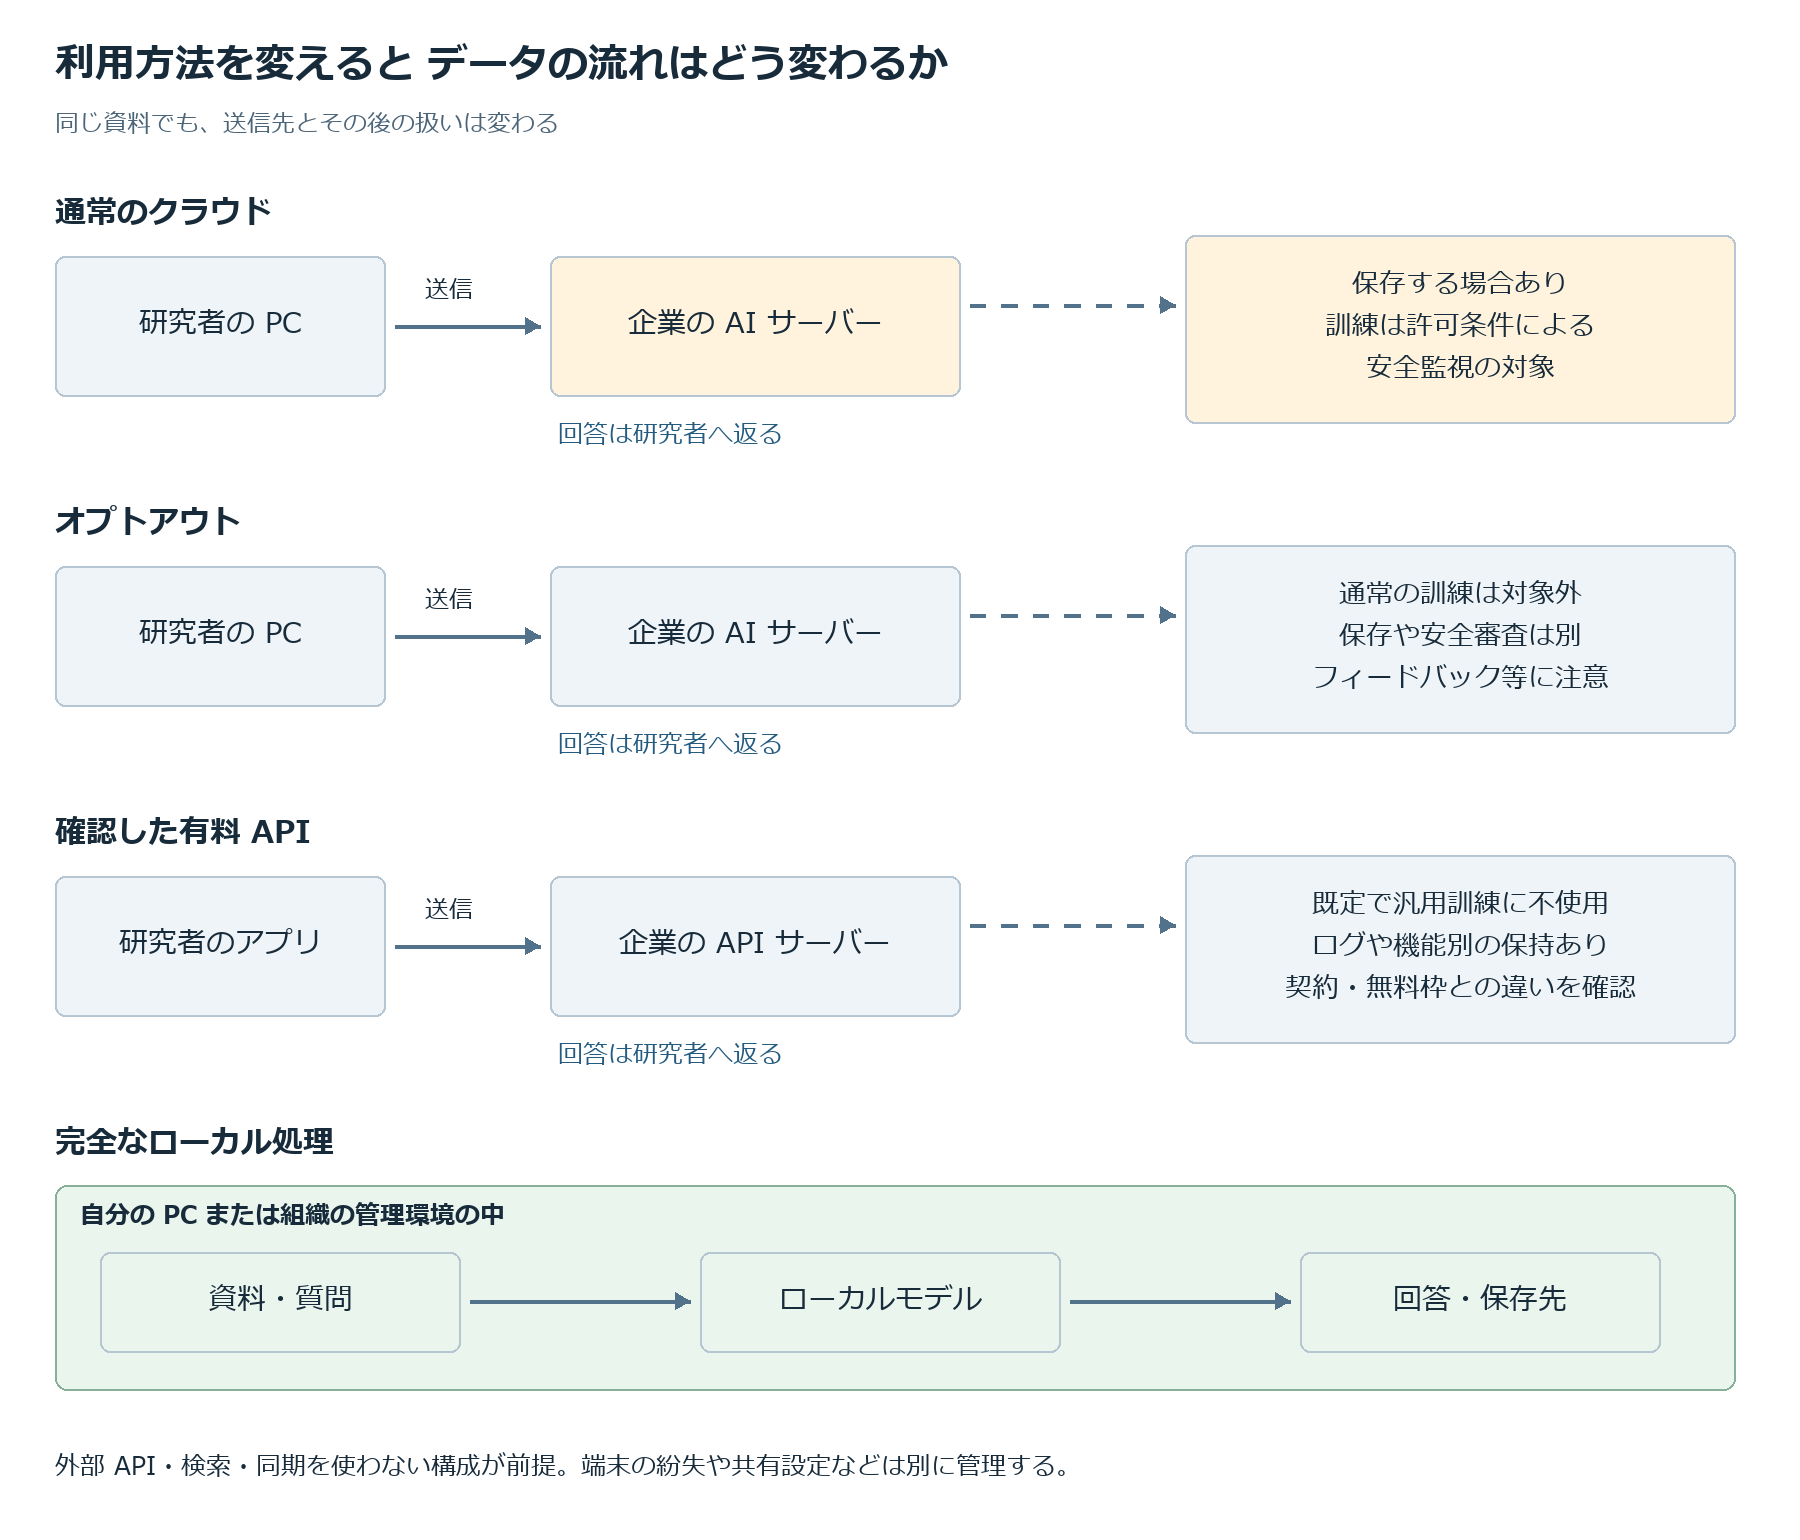 利用方法を変えると データの流れはどう変わるか
同じ資料でも、送信先とその後の扱いは変わる
通常のクラウド
研究者の PC
送信
企業の AI サーバー
回答は研究者へ返る
保存する場合あり
訓練は許可条件による
安全監視の対象
オプトアウト
研究者の PC
送信
企業の AI サーバー
回答は研究者へ返る
通常の訓練は対象外
保存や安全審査は別
フィードバック等に注意
確認した有料 API
研究者のアプリ
送信
企業の API サーバー
回答は研究者へ返る
既定で汎用訓練に不使用
ログや機能別の保持あり
契約・無料枠との違いを確認
完全なローカル処理
自分の PC または組織の管理環境の中
資料・質問
ローカルモデル
回答・保存先
外部 API・検索・同期を使わない構成が前提。端末の紛失や共有設定などは別に管理する。